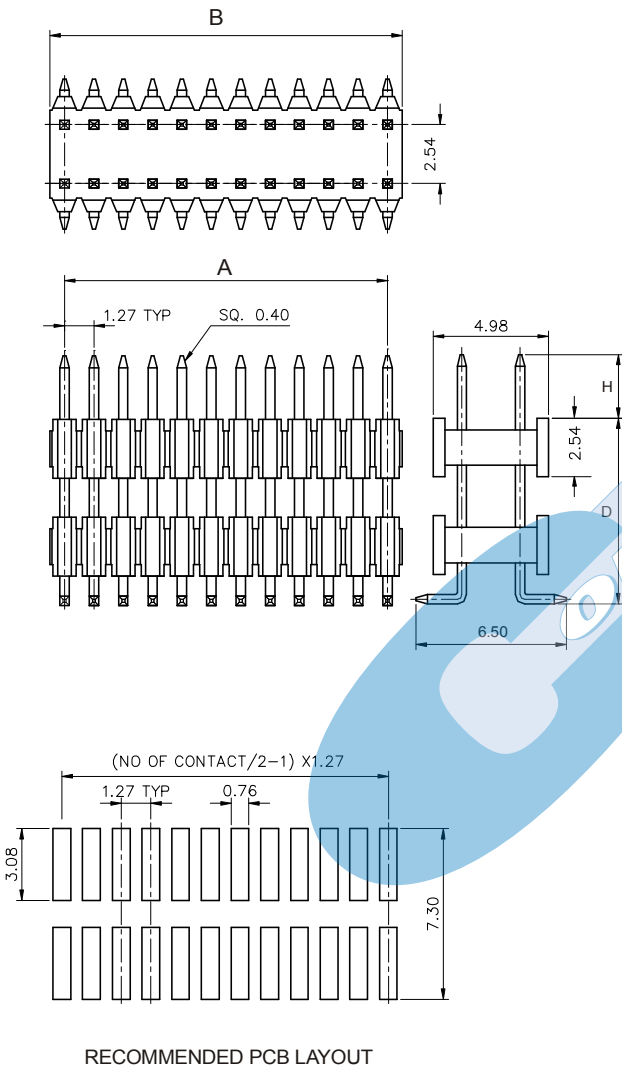 B
2.54
A
1.27 TYP
SQ. 0.40
4.98
H
2.54
D
6.50
(NO OF CONTACT/2-1) X1.27
1.27 TYP
0.76
3.08
7.30
RECOMMENDED PCB LAYOUT